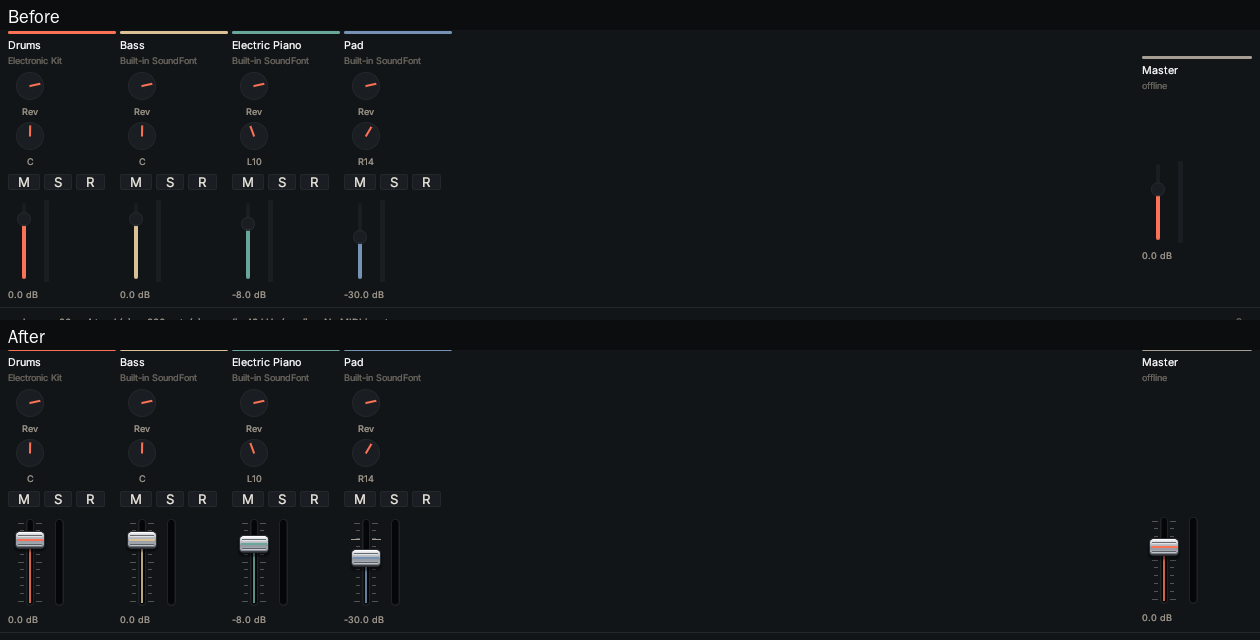 Before
Drums Bass Electric Piano Pad
Electronic Kit Built-in SoundFont Built-in SoundFont Built-in SoundFont
Master
offline
Rev Rev Rev Rev
C C L10 R14
M S R M S R M S R M S R
0.0 dB
0.0 dB 0.0 dB -8.0 dB -30.0 dB
After
Drums Bass Electric Piano Pad Master
Electronic Kit Built-in SoundFont Built-in SoundFont Built-in SoundFont offline
Rev Rev Rev Rev
C C L10 R14
M S R M S R M S R M S R
0.0 dB 0.0 dB -8.0 dB -30.0 dB 0.0 dB